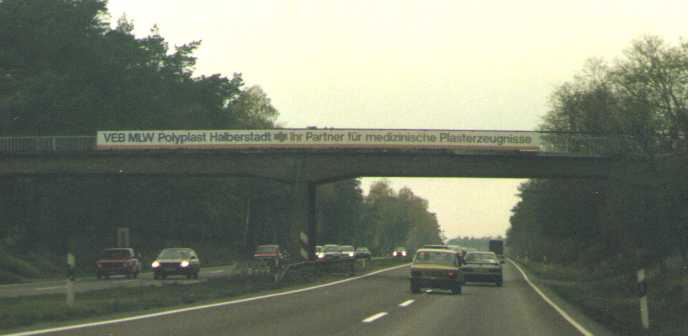 VEB MLW Polyplast Halberstadt Ihr Partner für medizinische Plasterzeugnisse